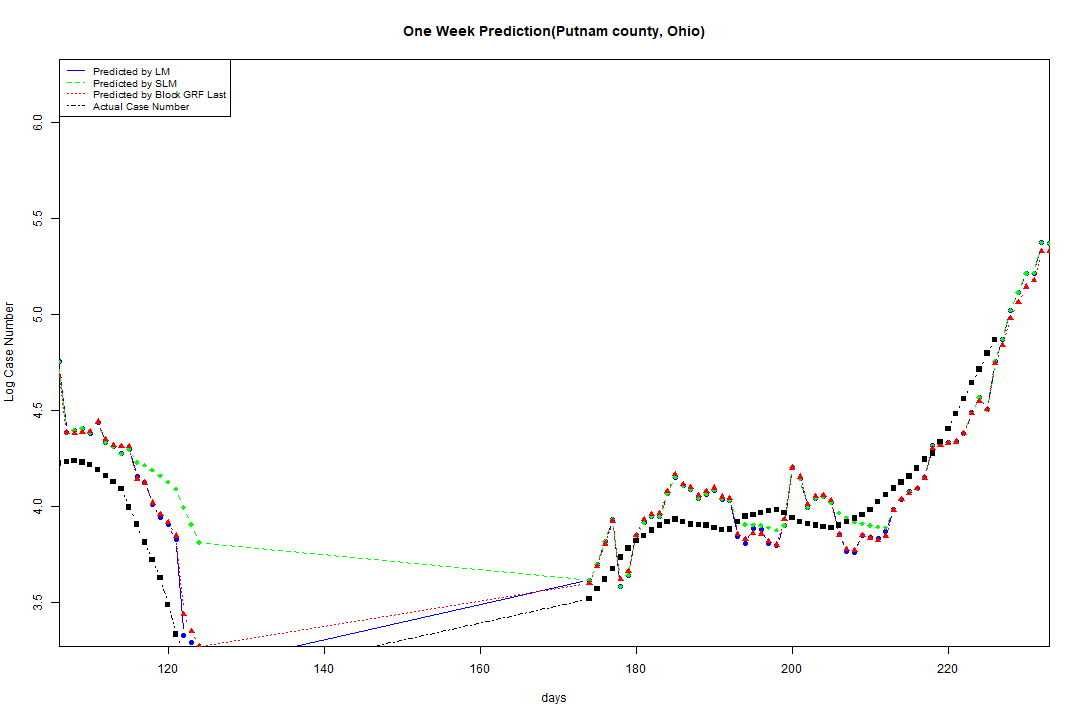 One Week Prediction(Putnam county, Ohio)
Predicted by LM
Predicted by SLM
Predicted by Block GRF Last
Actual Case Number
Log Case Number
6.0
5.5
5.0
4.5
4.0
3.5
120 140 160 180 200 220
days